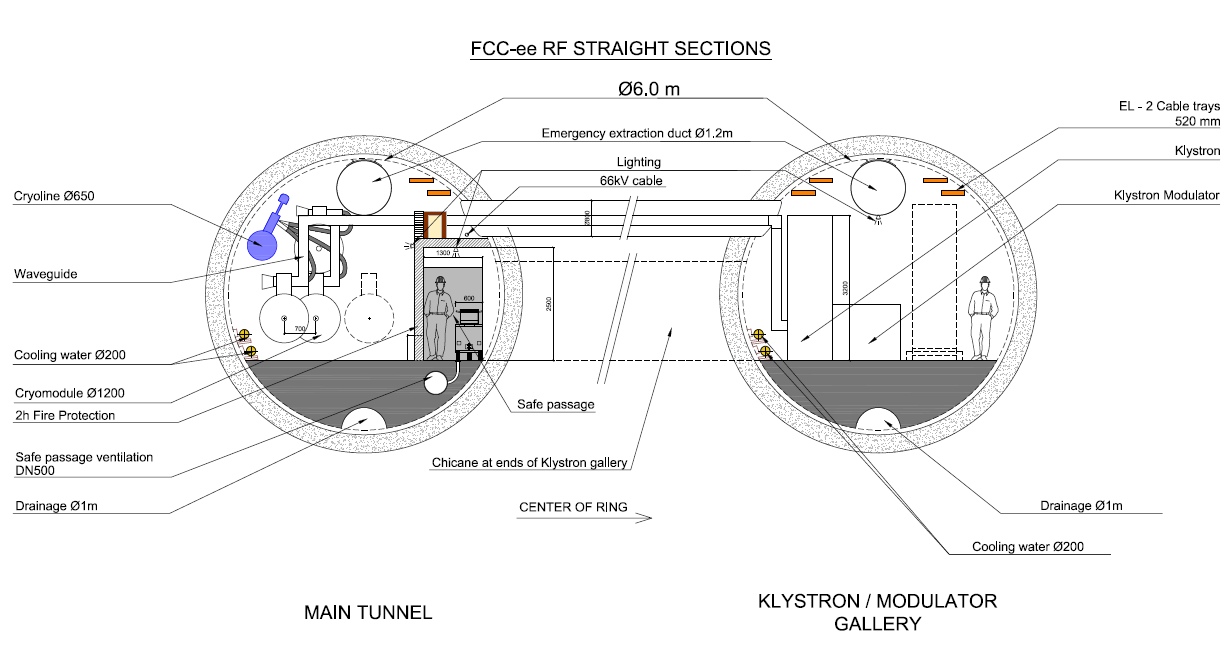 FCC-ee RF STRAIGHT SECTIONS
Ø6.0 m
EL - 2 Cable trays
520 mm
Emergency extraction duct Ø1.2m
Klystron
Lighting
66kV cable
Cryoline Ø650
Klystron Modulator
1300
Waveguide
600
2500
3200
700
Cooling water Ø200
Cryomodule Ø1200
2h Fire Protection
Safe passage
Safe passage ventilation
DN500
Chicane at ends of Klystron gallery
Drainage Ø1m
CENTER OF RING
Drainage Ø1m
Cooling water Ø200
MAIN TUNNEL
KLYSTRON / MODULATOR
GALLERY